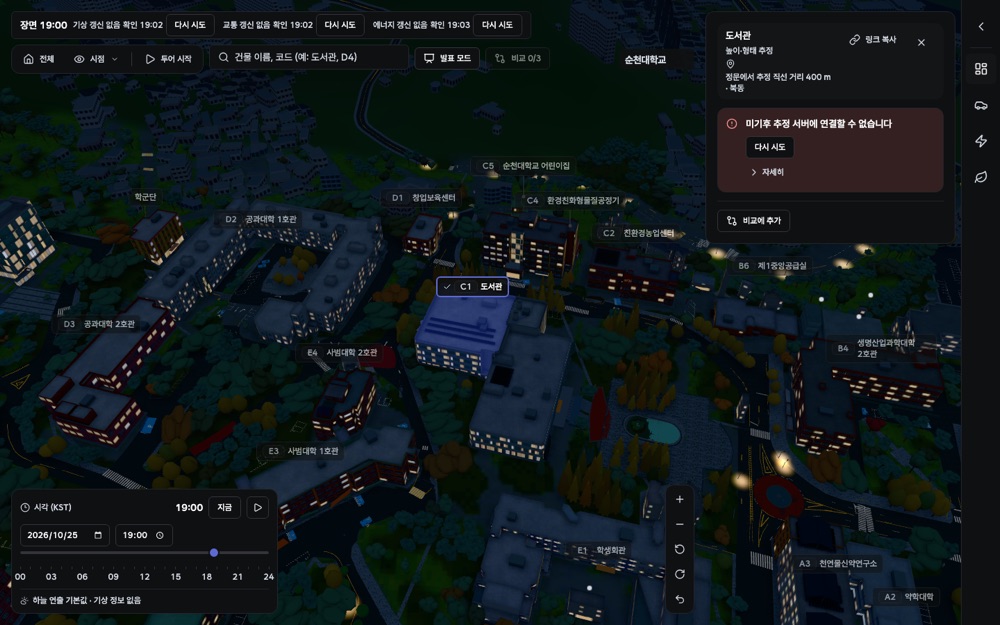 장면 19:00 기상 갱신 없음 확인 19:02 다시 시도 교통 갱신 없음 확인 19:02 다시 시도 에너지 갱신 없음 확인 19:03 다시 시도
전체 시점 투어 시작 건물 이름, 코드 (예: 도서관, D4) 발표 모드 비교 0/3
순천대학교
도서관
링크 복사
높이·형태 추정
정문에서 추정 직선 거리 400 m
· 북동
미기후 추정 서버에 연결할 수 없습니다
다시 시도
자세히
비교에 추가
C5 순천대학교 어린이집
학군단
D1 창업보육센터
C4 환경친화형물질공정기
D2 공과대학 1호관
C2 친환경농업센터
B6 제1중앙공급실
C1 도서관
D3 공과대학 2호관
E4 사범대학 2호관
B4 생명산업과학대학
2호관
E3 사범대학 1호관
E1 학생회관
A3 천연물신약연구소
A2 약학대학
시각 (KST) 19:00 지금
2026/10/25 19:00
00 03 06 09 12 15 18 21 24
하늘 연출 기본값 · 기상 정보 없음